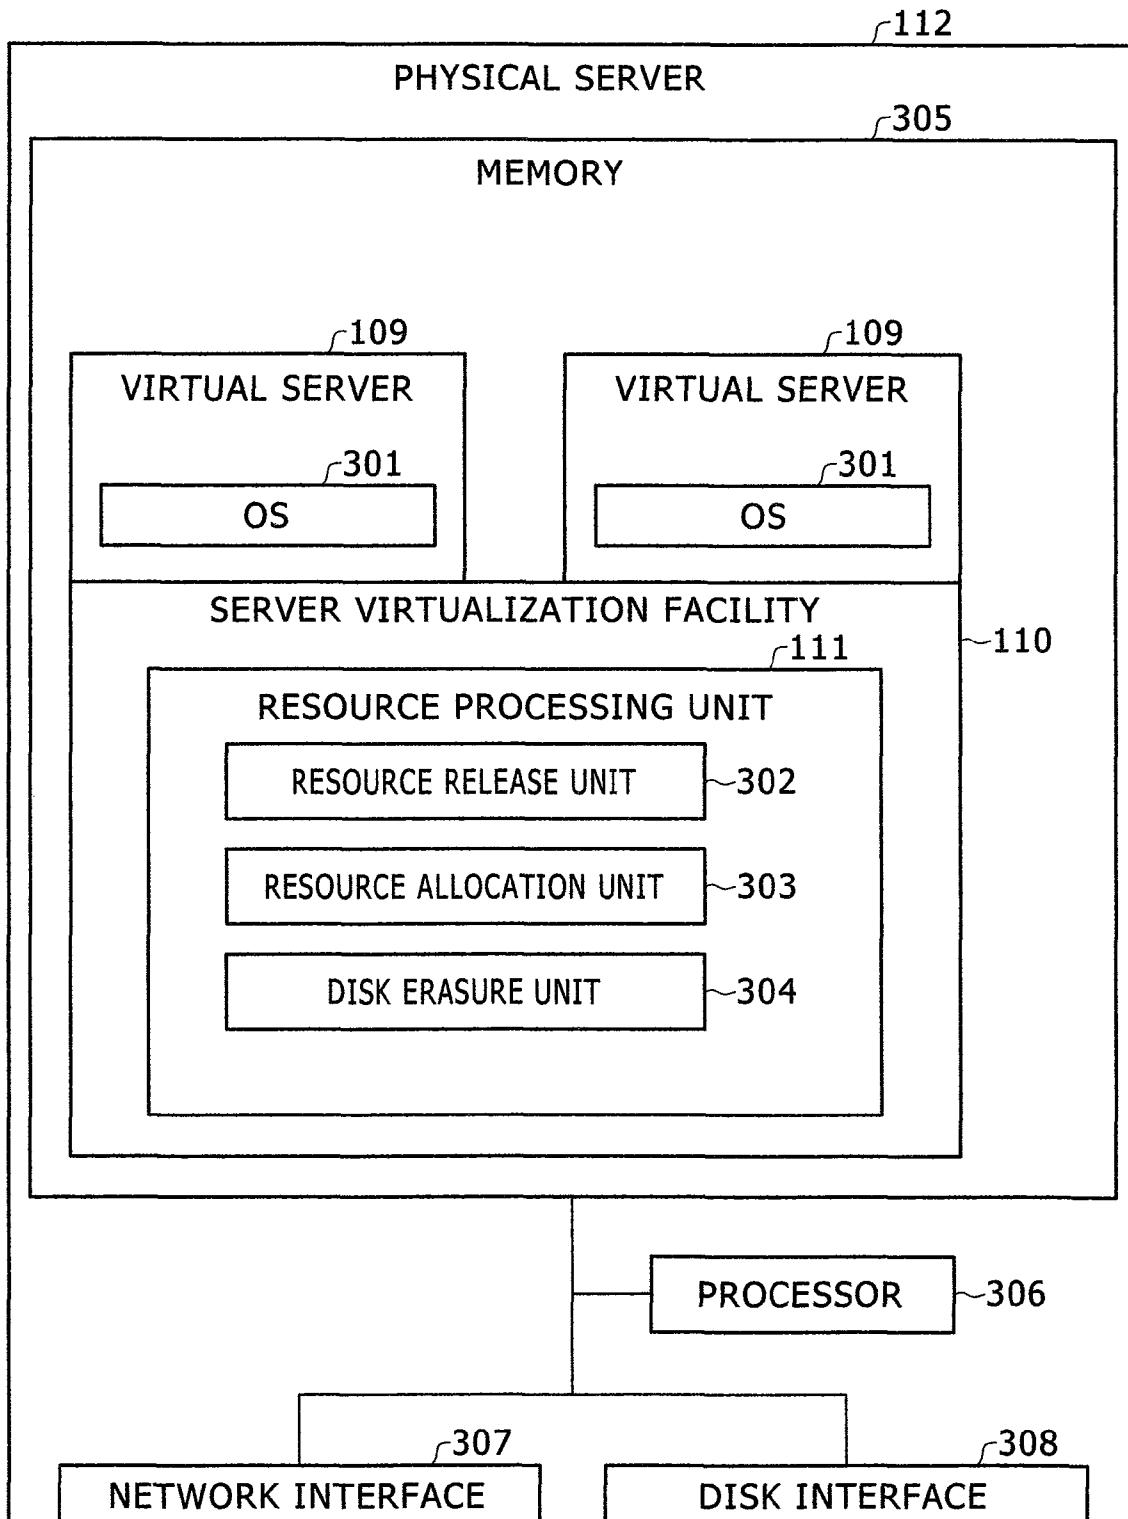 112
PHYSICAL SERVER
305
MEMORY
109 109
VIRTUAL SERVER VIRTUAL SERVER
301 301
OS OS
SERVER VIRTUALIZATION FACILITY
110
111
RESOURCE PROCESSING UNIT
RESOURCE RELEASE UNIT 302
RESOURCE ALLOCATION UNIT 303
DISK ERASURE UNIT 304
PROCESSOR 306
307 308
NETWORK INTERFACE DISK INTERFACE